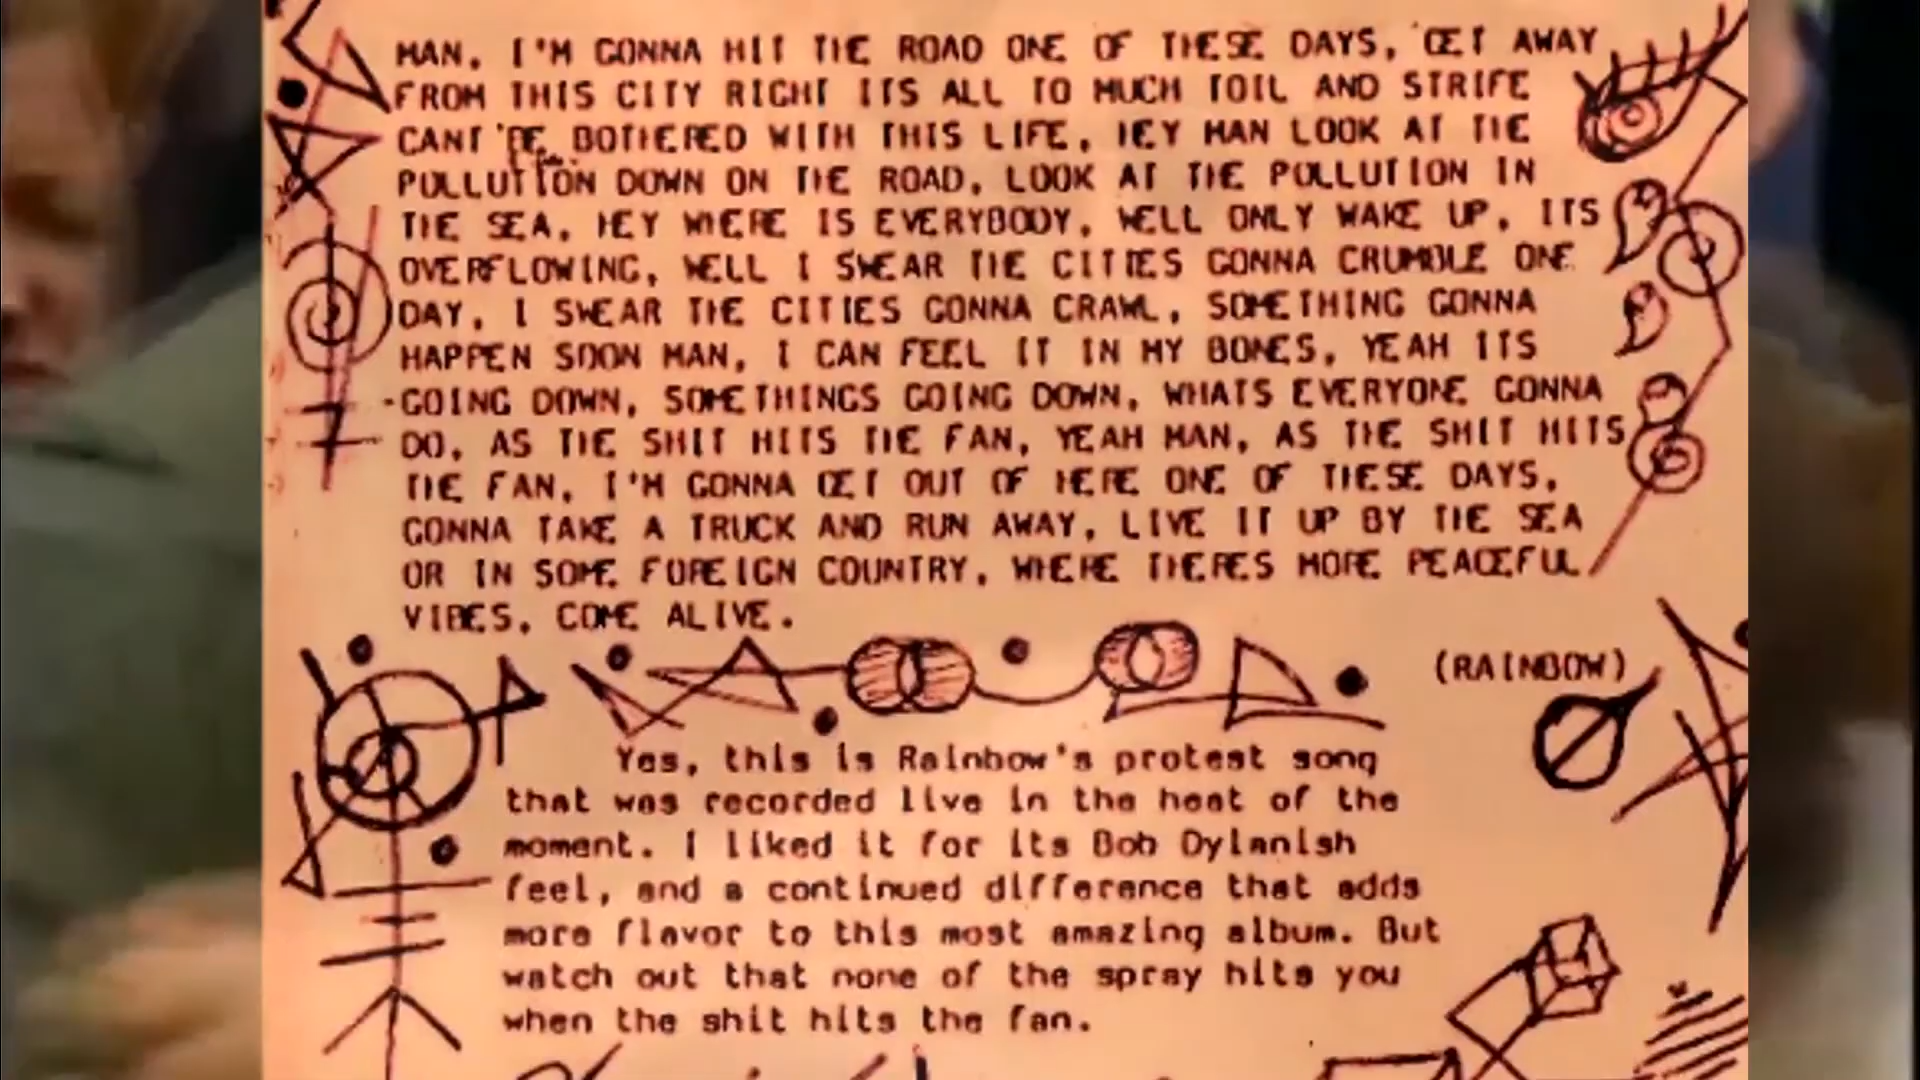 MAN, I'M GONNA HIT THE ROAD ONE OF THESE DAYS, GET AWAY
FROM THIS CITY RIGHT ITS ALL TO MUCH TOIL AND STRIFE
CANT BE BOTHERED WITH THIS LIFE, HEY MAN LOOK AT THE
POLLUTION DOWN ON THE ROAD, LOOK AT THE POLLUTION IN
THE SEA, HEY WHERE IS EVERYBODY, WELL ONLY WAKE UP, ITS
OVERFLOWING, WELL I SWEAR THE CITIES GONNA CRUMBLE ONE
DAY, I SWEAR THE CITIES GONNA CRAWL, SOMETHING GONNA
HAPPEN SOON MAN, I CAN FEEL IT IN MY BONES, YEAH ITS
-GOING DOWN, SOMETHINGS GOING DOWN, WHATS EVERYONE GONNA
DO, AS THE SHIT HITS THE FAN, YEAH MAN, AS THE SHIT HITS
THE FAN, I'M GONNA GET OUT OF HERE ONE OF THESE DAYS,
GONNA TAKE A TRUCK AND RUN AWAY, LIVE IT UP BY THE SEA
OR IN SOME FOREIGN COUNTRY, WHERE THERES MORE PEACEFUL
VIBES, COME ALIVE.
(RAINBOW)
Yes, this is Rainbow's protest song
that was recorded live in the heat of the
moment. I liked it for its Bob Dylanish
feel, and a continued difference that adds
more flavor to this most amazing album. But
watch out that none of the spray hits you
when the shit hits the fan.